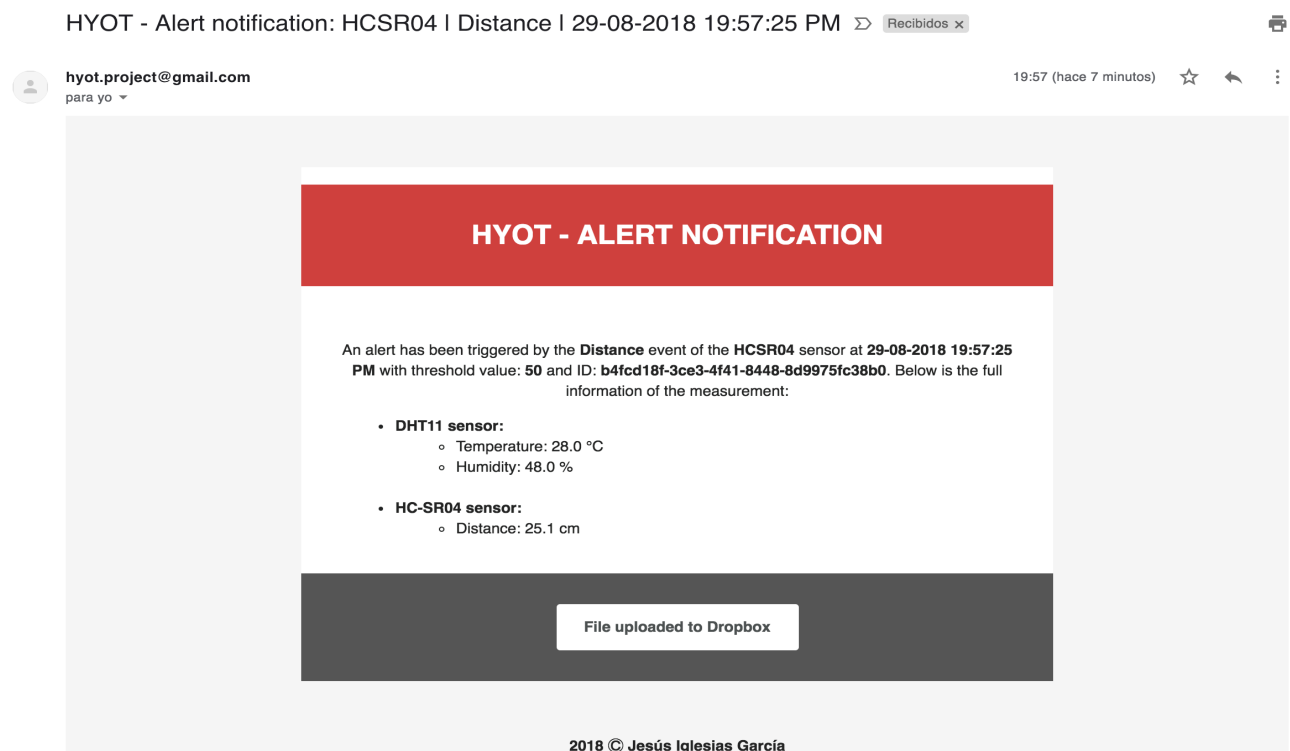 HYOT - Alert notification: HCSR04 | Distance | 29-08-2018 19:57:25 PM Recibidos x
hyot.project@gmail.com 19:57 (hace 7 minutos)
para yo
HYOT - ALERT NOTIFICATION
An alert has been triggered by the Distance event of the HCSR04 sensor at 29-08-2018 19:57:25
PM with threshold value: 50 and ID: b4fcd18f-3ce3-4f41-8448-8d9975fc38b0. Below is the full
information of the measurement:
• DHT11 sensor:
◦ Temperature: 28.0 °C
◦ Humidity: 48.0 %
• HC-SR04 sensor:
◦ Distance: 25.1 cm
File uploaded to Dropbox
2018 © Jesús Iglesias García